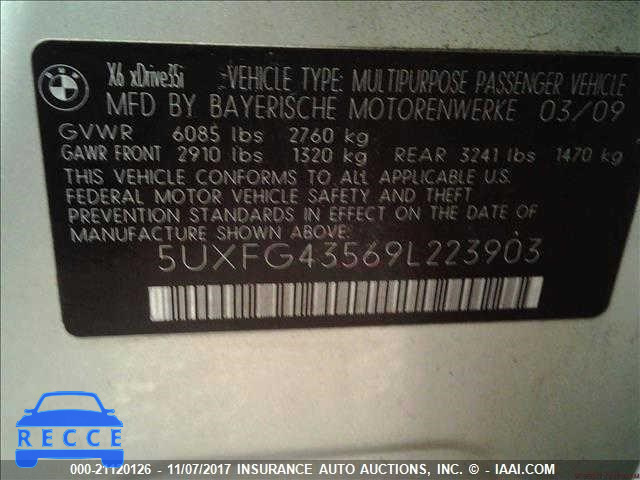 BMW
X6 xDrive35i VEHICLE TYPE: MULTIPURPOSE PASSENGER VEHICLE
MFD BY BAYERISCHE MOTORENWERKE 03/09
GVWR 6085 lbs 2760 kg
GAWR FRONT 2910 lbs 1320 kg REAR 3241 lbs 1470 kg
THIS VEHICLE CONFORMS TO ALL APPLICABLE U.S.
FEDERAL MOTOR VEHICLE SAFETY AND THEFT
PREVENTION STANDARDS IN EFFECT ON THE DATE OF
MANUFACTURE SHOWN ABOVE:
5UXFG43569L223903
RECCE
000-21120126 - 11/07/2017 INSURANCE AUTO AUCTIONS, INC. - IAAI.COM